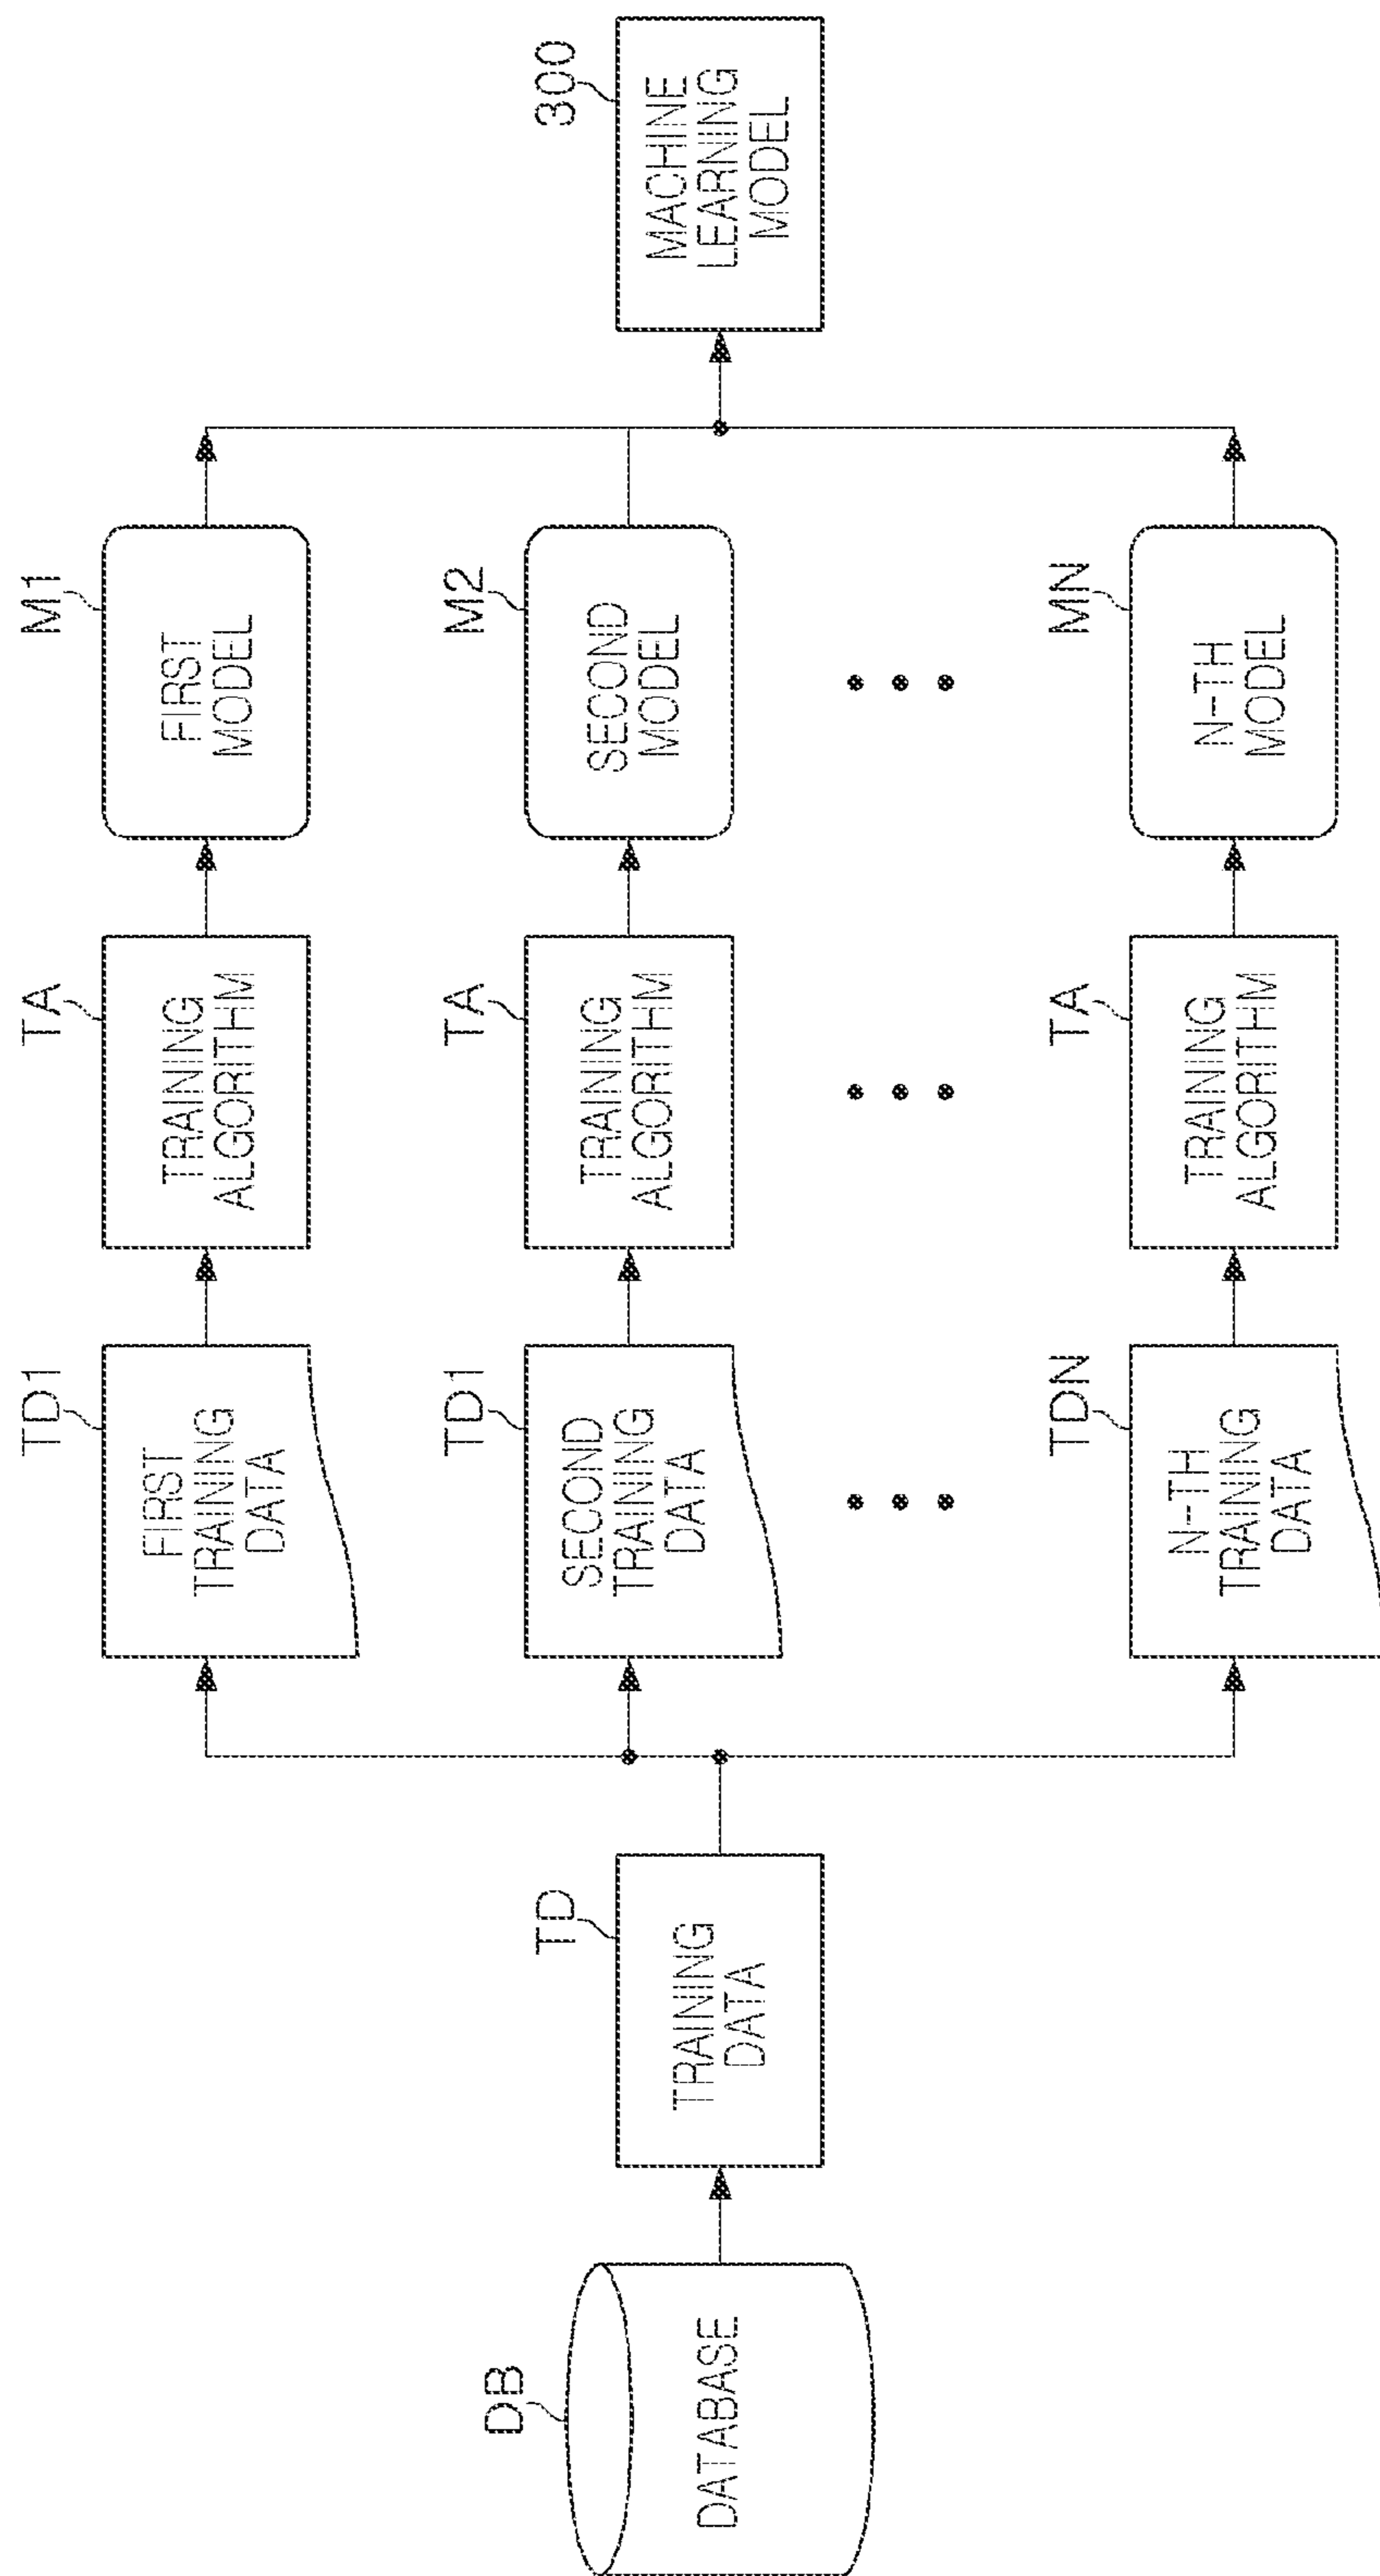 DB
DATABASE
TD
TRAINING
DATA
TD1
FIRST
TRAINING
DATA
TA
TRAINING
ALGORITHM
M1
FIRST
MODEL
TD1
SECOND
TRAINING
DATA
TA
TRAINING
ALGORITHM
M2
SECOND
MODEL
TDN
N-TH
TRAINING
DATA
TA
TRAINING
ALGORITHM
MN
N-TH
MODEL
300
MACHINE
LEARNING
MODEL